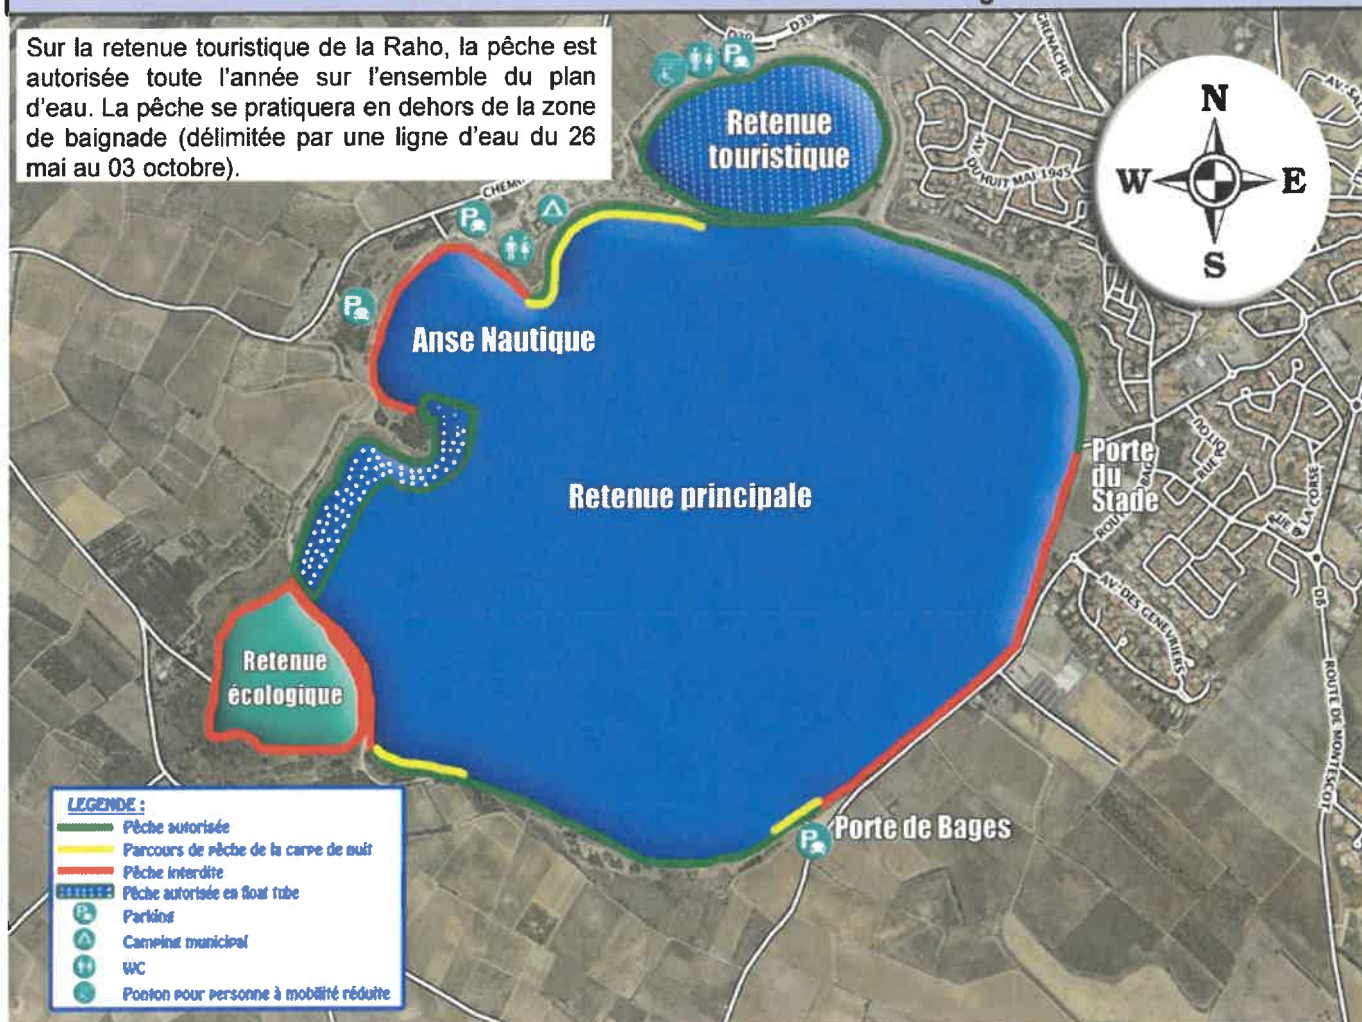 Sur la retenue touristique de la Raho, la pêche est
autorisée toute l'année sur l'ensemble du plan
d'eau. La pêche se pratiquera en dehors de la zone
de baignade (délimitée par une ligne d'eau du 26
mai au 03 octobre).
D39
D39
GRENACHE
N
W
E
S
Retenue
touristique
AV.
DU HUIT MAI 1945
P
P
P
Anse Nautique
Retenue principale
Porte
du
Stade
AV. DES GENEVRIERS
D8
ROUTE DE MONTESCOT
Retenue
écologique
P
Porte de Bages
LEGENDE :
Pêche autorisée
Parcours de pêche de la carpe de nuit
Pêche interdite
Pêche autorisée en float tube
P
Parking
Camping municipal
WC
Ponton pour personne à mobilité réduite